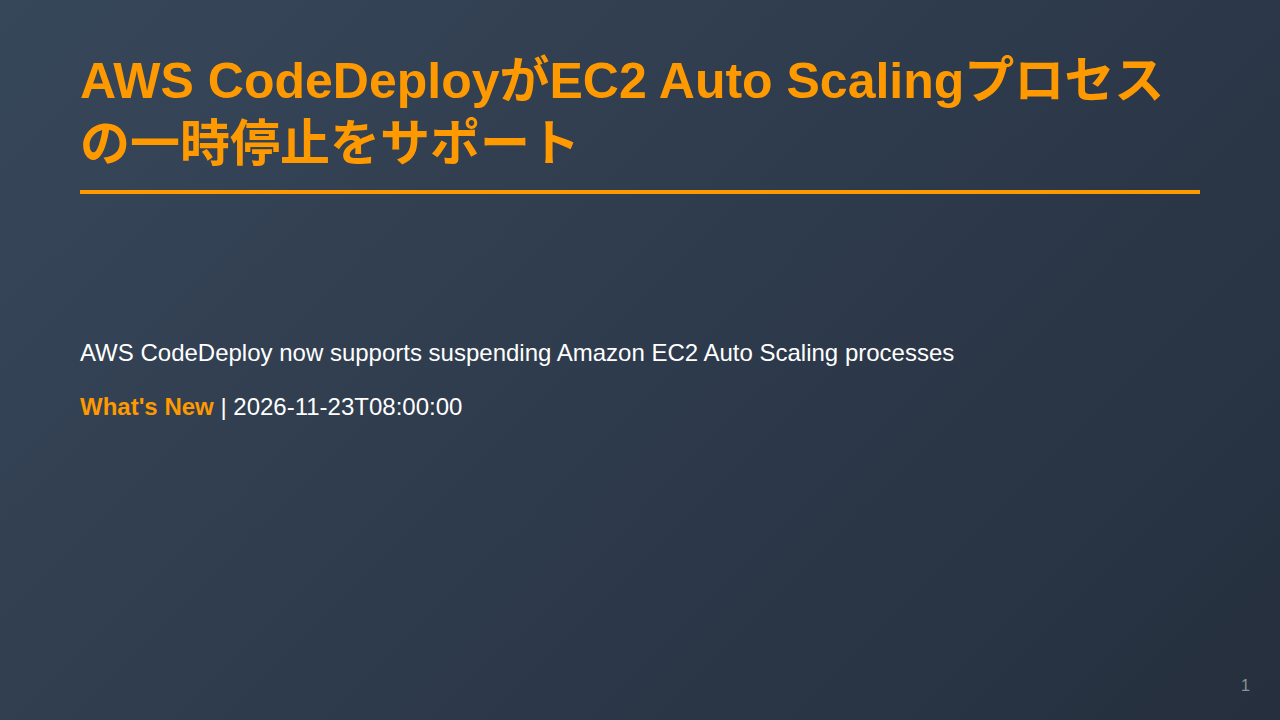 AWS CodeDeployがEC2 Auto Scalingプロセス
の一時停止をサポート
AWS CodeDeploy now supports suspending Amazon EC2 Auto Scaling processes
What's New | 2026-11-23T08:00:00
1